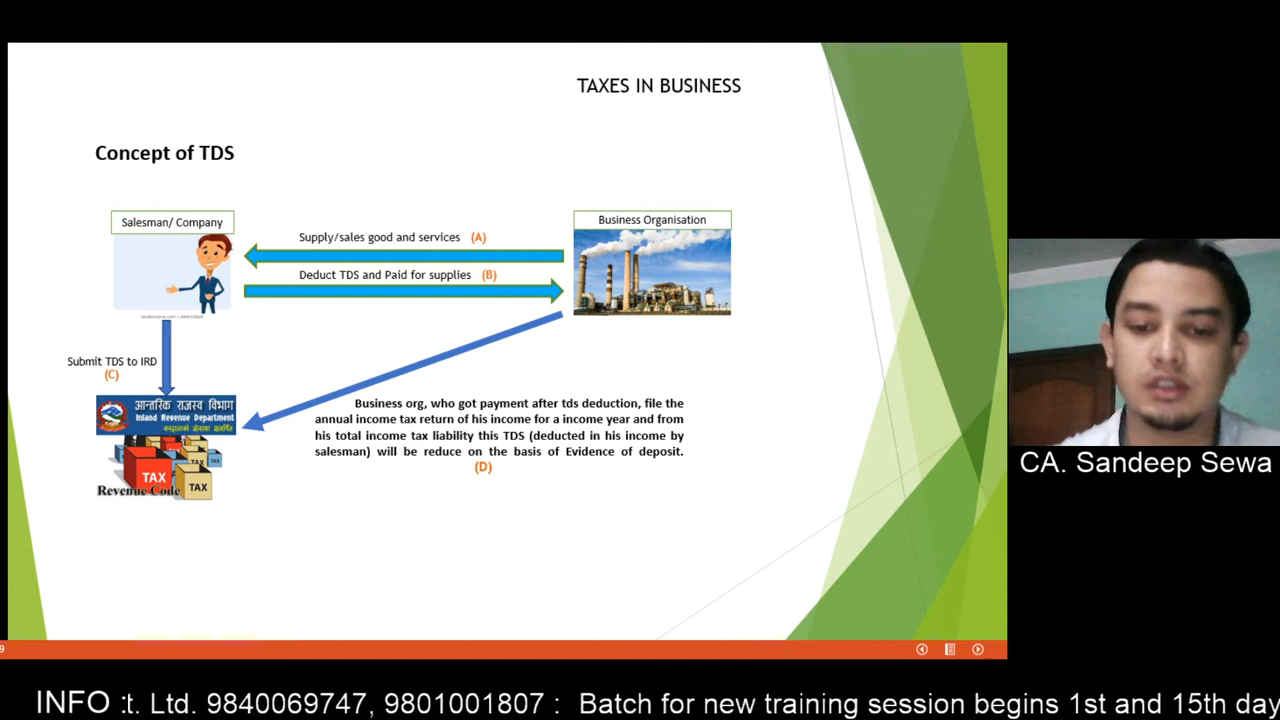 TAXES IN BUSINESS
Concept of TDS
Salesman/ Company
Business Organisation
Supply/sales good and services (A)
Deduct TDS and Paid for supplies (B)
Submit TDS to IRD
(C)
आन्तरिक राजस्व विभाग
Inland Revenue Department
Business org, who got payment after tds deduction, file the
annual income tax return of his income for a income year and from
his total income tax liability this TDS (deducted in his income by
salesman) will be reduce on the basis of Evidence of deposit.
(D)
TAX
TAX
TAX
TAX
Revenue Code
9
CA. Sandeep Sewa
INFO :t. Ltd. 9840069747, 9801001807 : Batch for new training session begins 1st and 15th day